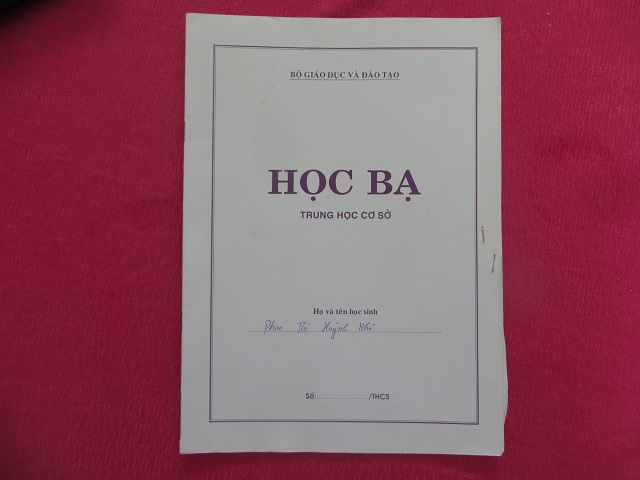 BỘ GIÁO DỤC VÀ ĐÀO TẠO
HỌC BẠ
TRUNG HỌC CƠ SỞ
Họ và tên học sinh
Phan Thị Huỳnh Như
Số: /THCS